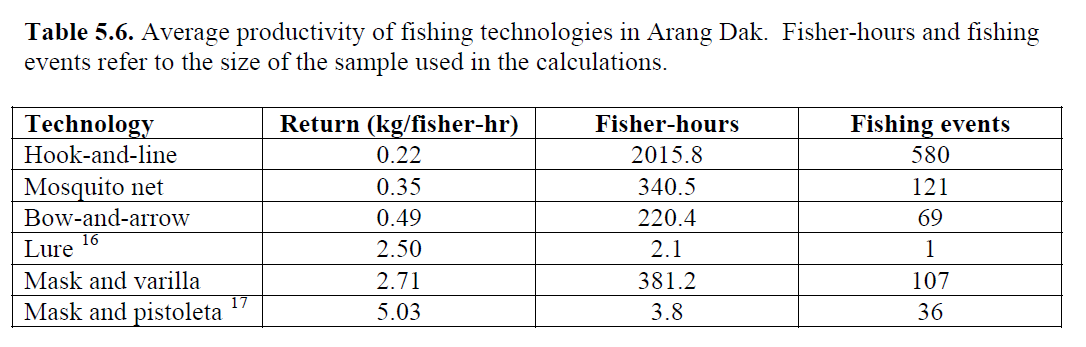 Table 5.6. Average productivity of fishing technologies in Arang Dak. Fisher-hours and fishing
events refer to the size of the sample used in the calculations.
Technology Return (kg/fisher-hr) Fisher-hours Fishing events
Hook-and-line 0.22 2015.8 580
Mosquito net 0.35 340.5 121
Bow-and-arrow 0.49 220.4 69
Lure 16 2.50 2.1 1
Mask and varilla 2.71 381.2 107
Mask and pistoleta 17 5.03 3.8 36